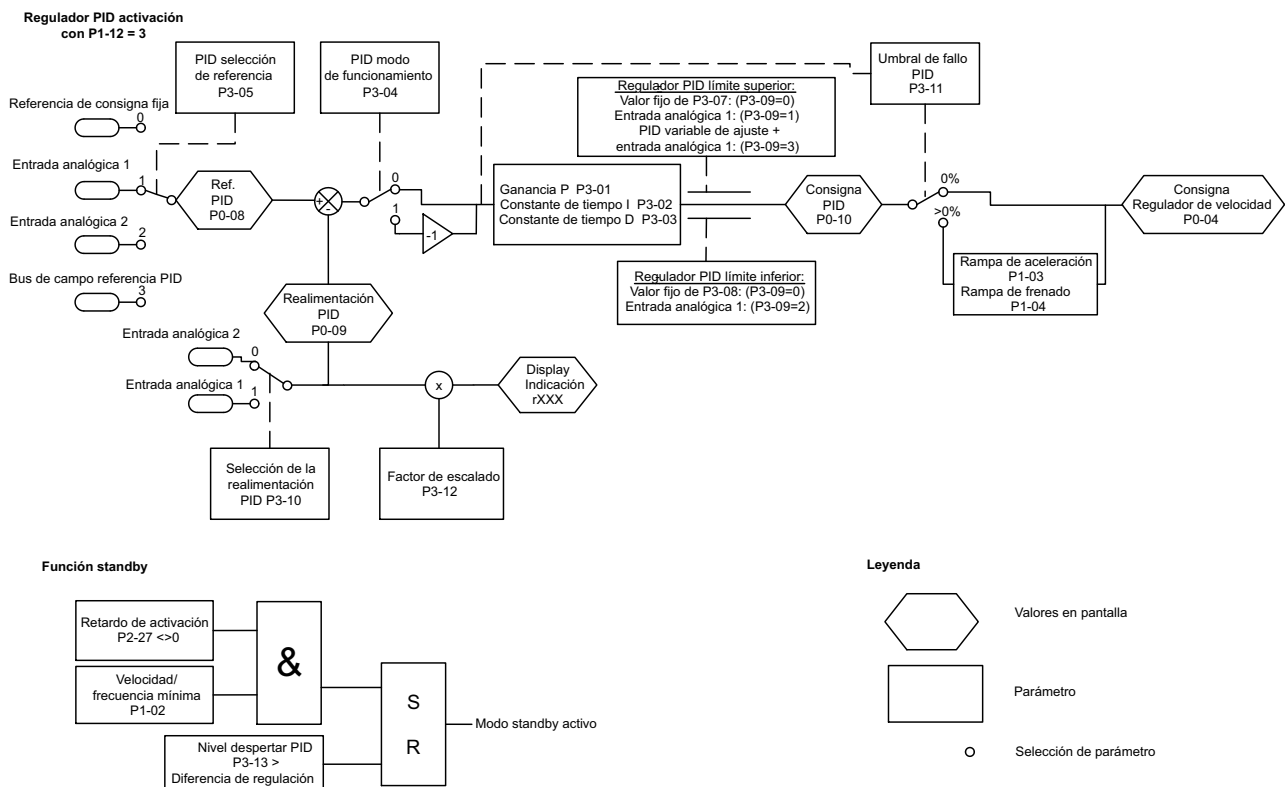 Regulador PID activación
con P1-12 = 3
PID selección
de referencia
P3-05
PID modo
de funcionamiento
P3-04
Umbral de fallo
PID
P3-11
Regulador PID límite superior:
Valor fijo de P3-07: (P3-09=0)
Entrada analógica 1: (P3-09=1)
PID variable de ajuste +
entrada analógica 1: (P3-09=3)
Referencia de consigna fija
0
Entrada analógica 1
1
Ref.
PID
P0-08
+
-
0
1
-1
Ganancia P P3-01
Constante de tiempo I P3-02
Constante de tiempo D P3-03
Consigna
PID
P0-10
0%
>0%
Consigna
Regulador de velocidad
P0-04
Entrada analógica 2
2
Bus de campo referencia PID
3
Rampa de aceleración
P1-03
Rampa de frenado
P1-04
Regulador PID límite inferior:
Valor fijo de P3-08: (P3-09=0)
Entrada analógica 1: (P3-09=2)
Realimentación
PID
P0-09
Entrada analógica 2
0
Entrada analógica 1
1
x
Display
Indicación
rXXX
Selección de la
realimentación
PID P3-10
Factor de escalado
P3-12
Función standby
Retardo de activación
P2-27 <>0
Velocidad/
frecuencia mínima
P1-02
&
S
R
Modo standby activo
Nivel despertar PID
P3-13 >
Diferencia de regulación
Leyenda
Valores en pantalla
Parámetro
Selección de parámetro